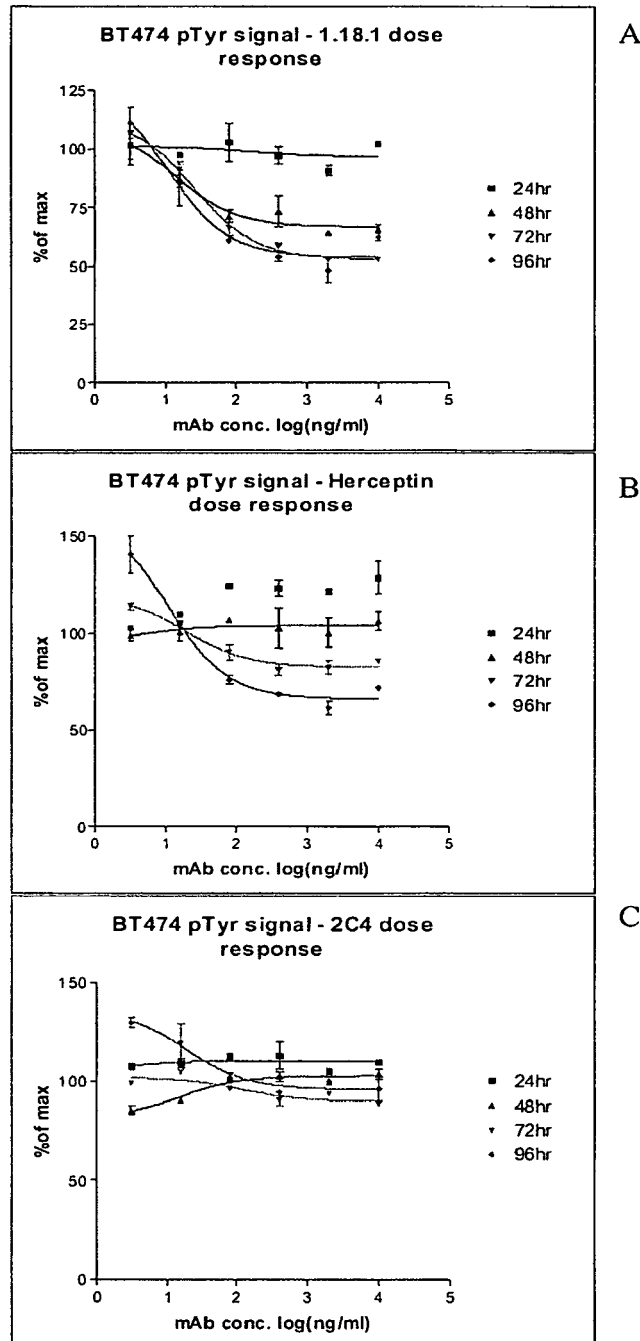 BT474 pTyr signal - 1.18.1 dose
response
A
125
100
75
50
25
0
%of max
0 1 2 3 4 5
mAb conc. log(ng/ml)
24hr
48hr
72hr
96hr
BT474 pTyr signal - Herceptin
dose response
B
150
100
50
0
%of max
0 1 2 3 4 5
mAb conc. log(ng/ml)
24hr
48hr
72hr
96hr
BT474 pTyr signal - 2C4 dose
response
C
150
100
50
0
%of max
0 1 2 3 4 5
mAb conc. log(ng/ml)
24hr
48hr
72hr
96hr